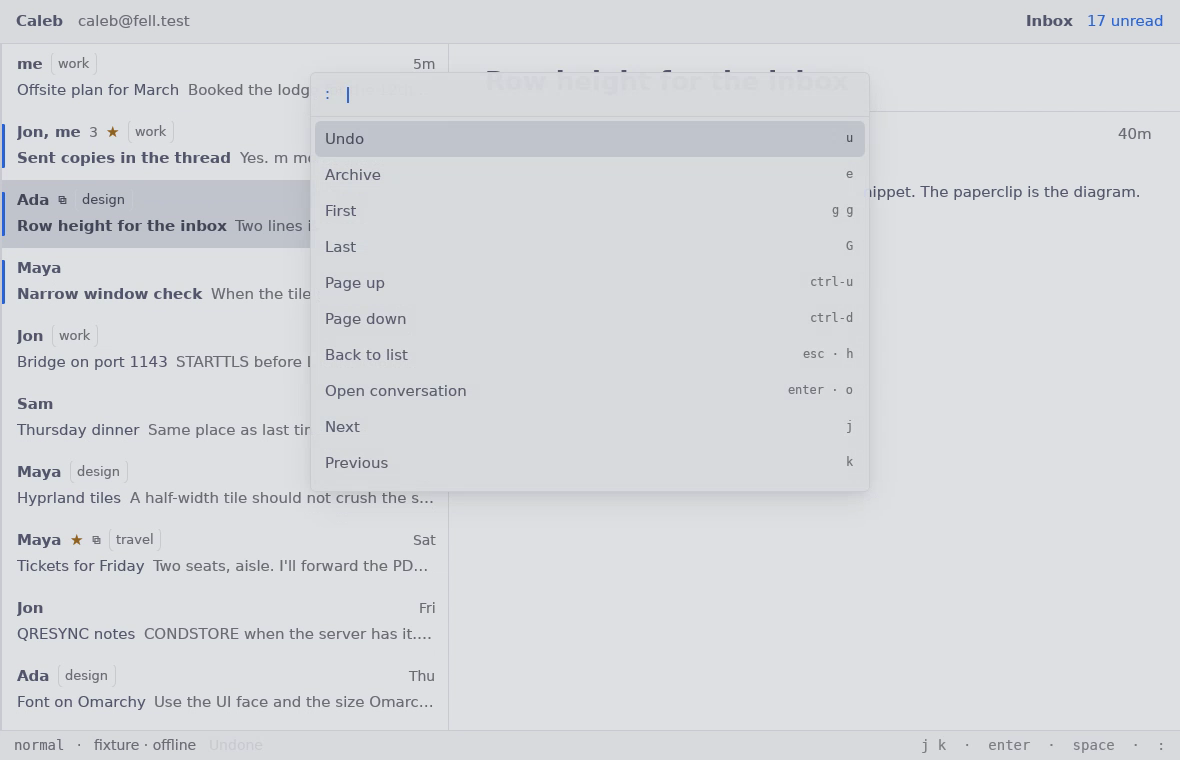 Caleb caleb@fell.test Inbox 17 unread
me work 5m
Offsite plan for March Booked the lodg
Jon, me 3 ★ work
Sent copies in the thread Yes. m m
Ada design
Row height for the inbox Two lines i
Maya
Narrow window check When the tile
Jon work
Bridge on port 1143 STARTTLS before
Sam
Thursday dinner Same place as last ti
Maya design
Hyprland tiles A half-width tile should not crush the s…
Maya ★ travel Sat
Tickets for Friday Two seats, aisle. I'll forward the PD…
Jon Fri
QRESYNC notes CONDSTORE when the server has it.…
Ada design Thu
Font on Omarchy Use the UI face and the size Omarc…
Row height for the inbox
40m
nippet. The paperclip is the diagram.
:
Undo u
Archive e
First g g
Last G
Page up ctrl-u
Page down ctrl-d
Back to list esc · h
Open conversation enter · o
Next j
Previous k
normal · fixture · offline Undone j k · enter · space · :